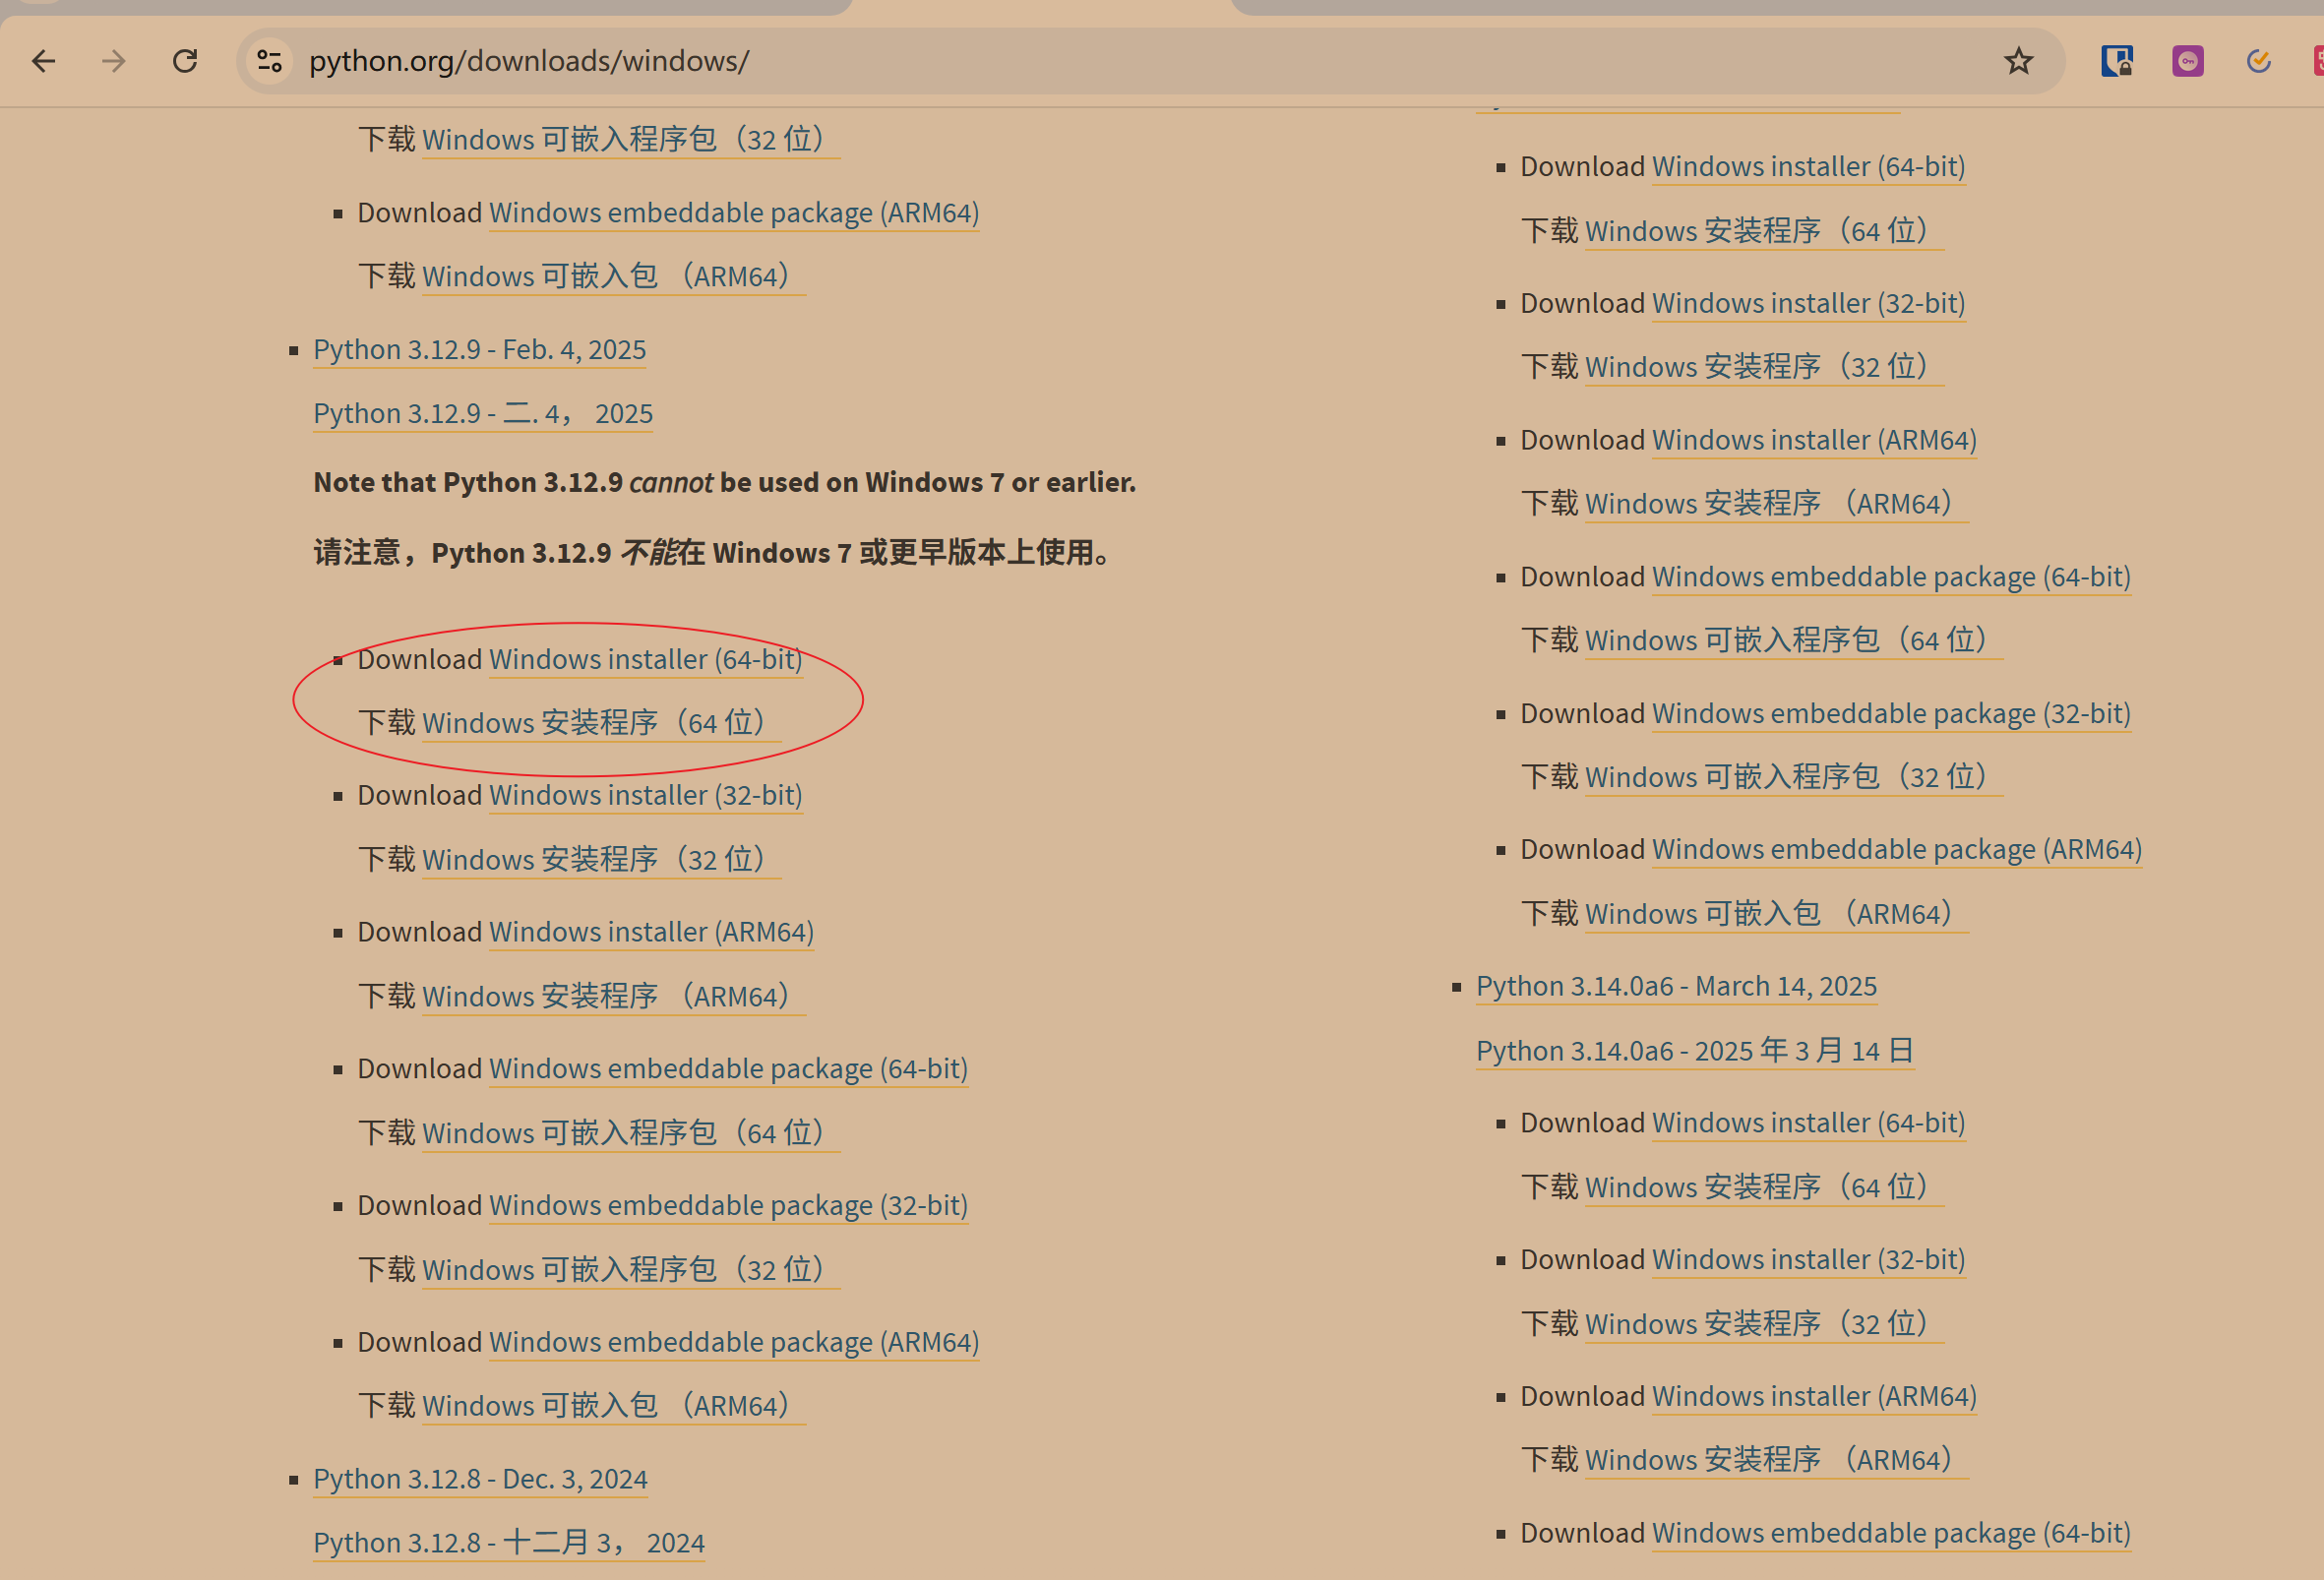 python.org/downloads/windows/
下载 Windows 可嵌入程序包（32 位）
Download Windows embeddable package (ARM64)
下载 Windows 可嵌入包 （ARM64）
Python 3.12.9 - Feb. 4, 2025
Python 3.12.9 - 二. 4， 2025
Note that Python 3.12.9 cannot be used on Windows 7 or earlier.
请注意，Python 3.12.9 不能在 Windows 7 或更早版本上使用。
Download Windows installer (64-bit)
下载 Windows 安装程序（64 位）
Download Windows installer (32-bit)
下载 Windows 安装程序（32 位）
Download Windows installer (ARM64)
下载 Windows 安装程序 （ARM64）
Download Windows embeddable package (64-bit)
下载 Windows 可嵌入程序包（64 位）
Download Windows embeddable package (32-bit)
下载 Windows 可嵌入程序包（32 位）
Download Windows embeddable package (ARM64)
下载 Windows 可嵌入包 （ARM64）
Python 3.12.8 - Dec. 3, 2024
Python 3.12.8 - 十二月 3， 2024
Download Windows installer (64-bit)
下载 Windows 安装程序（64 位）
Download Windows installer (32-bit)
下载 Windows 安装程序（32 位）
Download Windows installer (ARM64)
下载 Windows 安装程序 （ARM64）
Download Windows embeddable package (64-bit)
下载 Windows 可嵌入程序包（64 位）
Download Windows embeddable package (32-bit)
下载 Windows 可嵌入程序包（32 位）
Download Windows embeddable package (ARM64)
下载 Windows 可嵌入包 （ARM64）
Python 3.14.0a6 - March 14, 2025
Python 3.14.0a6 - 2025 年 3 月 14 日
Download Windows installer (64-bit)
下载 Windows 安装程序（64 位）
Download Windows installer (32-bit)
下载 Windows 安装程序（32 位）
Download Windows installer (ARM64)
下载 Windows 安装程序 （ARM64）
Download Windows embeddable package (64-bit)